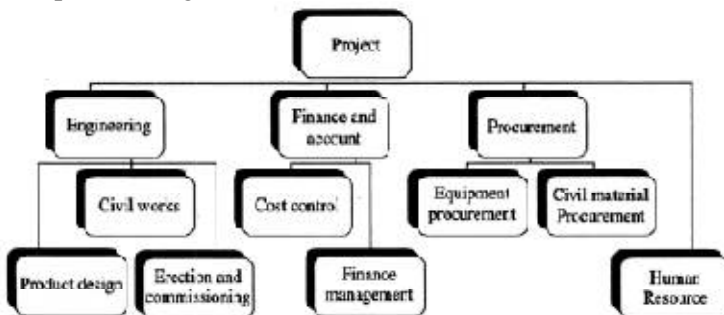 Project
Engineering
Finance and
account
Procurement
Civil works
Cost control
Equipment
procurement
Civil material
Procurement
Product design
Erection and
commissioning
Finance
management
Human
Resource